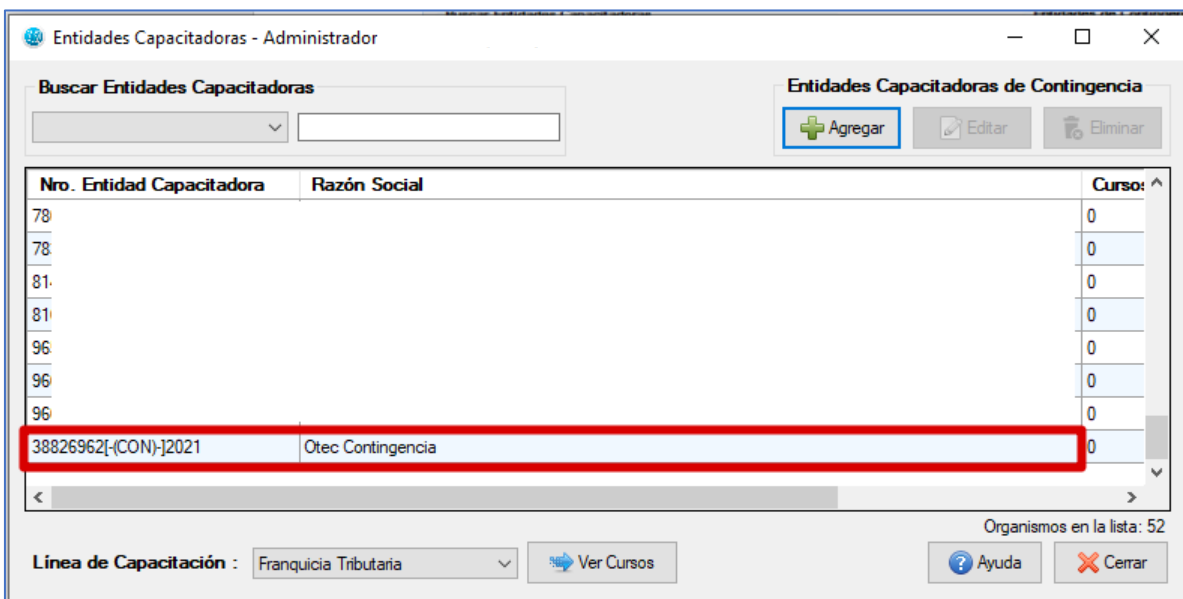 Entidades Capacitadoras - Administrador
Buscar Entidades Capacitadoras
Entidades Capacitadoras de Contingencia
Agregar Editar Eliminar
Nro. Entidad Capacitadora Razón Social Cursos
0
0
0
0
0
0
0
38826962[-(CON)-]2021 Otec Contingencia 0
Organismos en la lista: 52
Línea de Capacitación : Franquicia Tributaria Ver Cursos Ayuda Cerrar